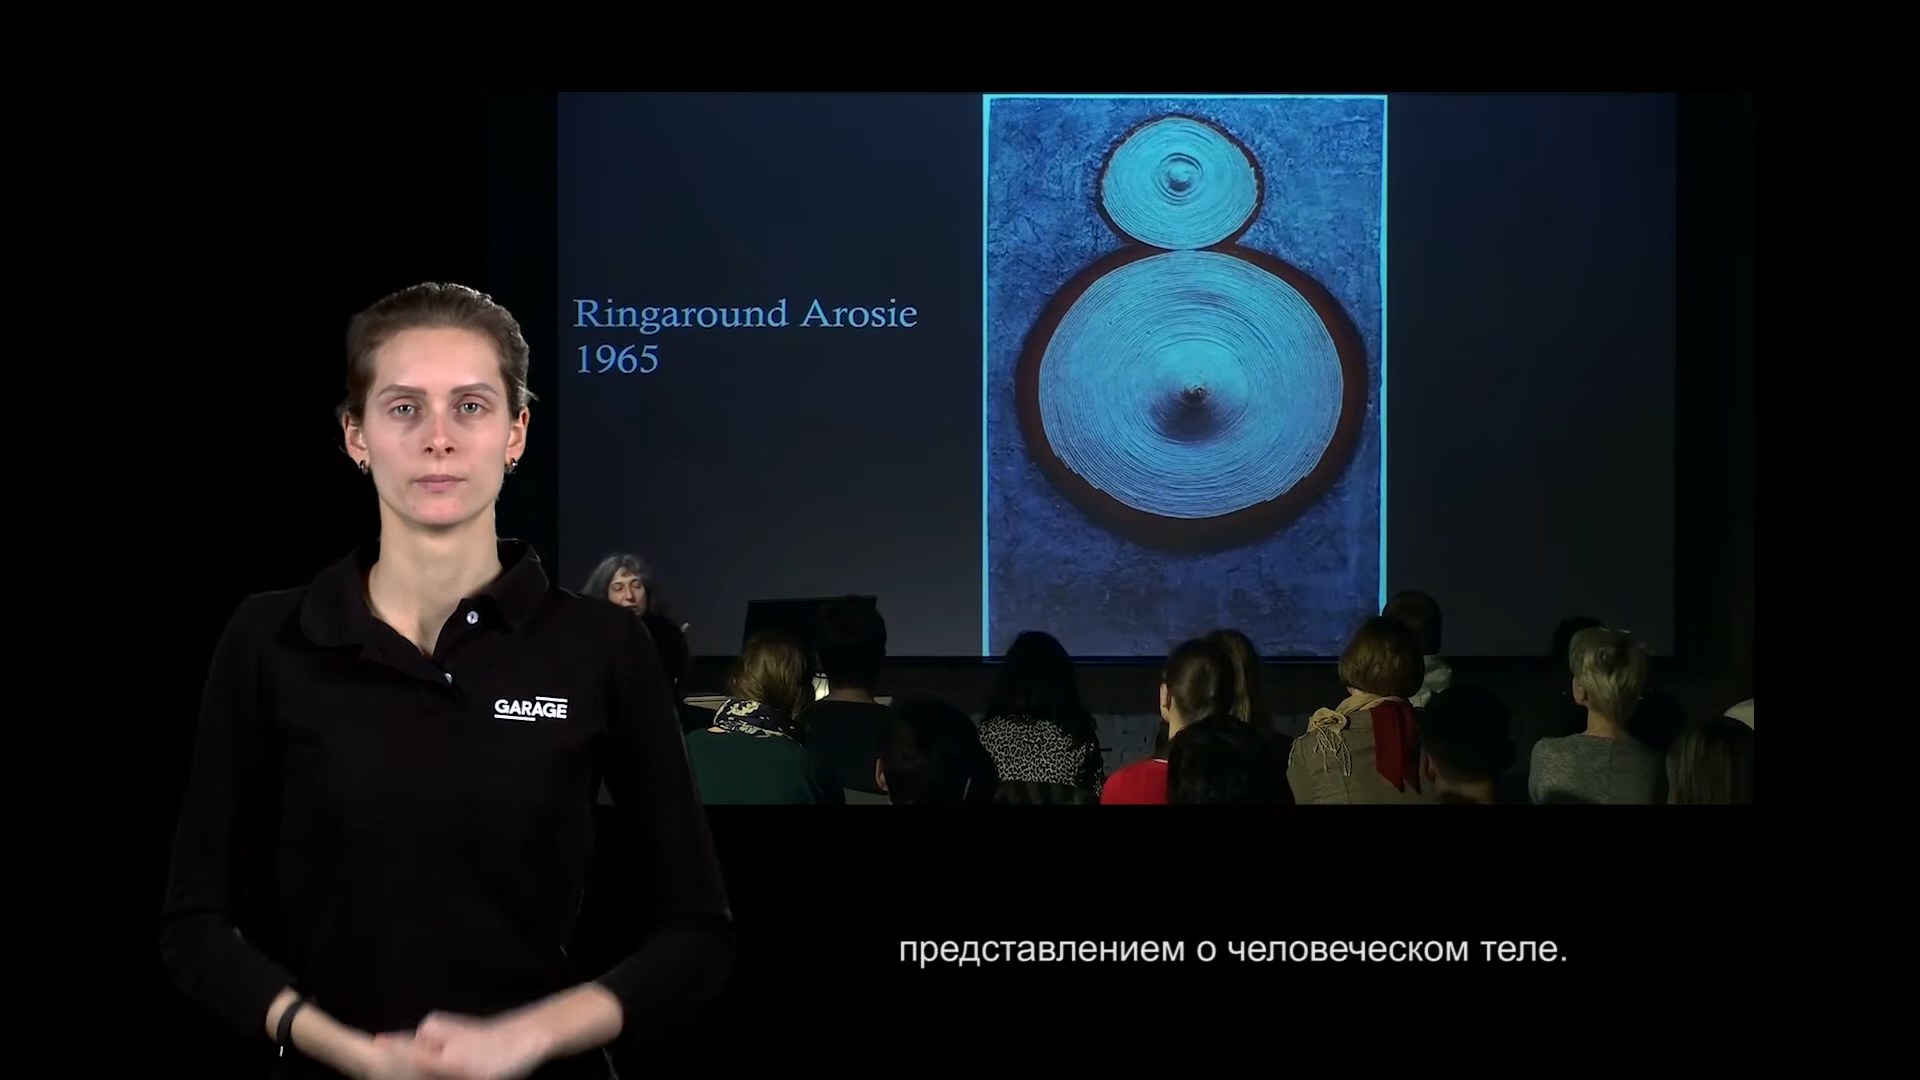 Ringaround Arosie
1965
GARAGE
представлением о человеческом теле.